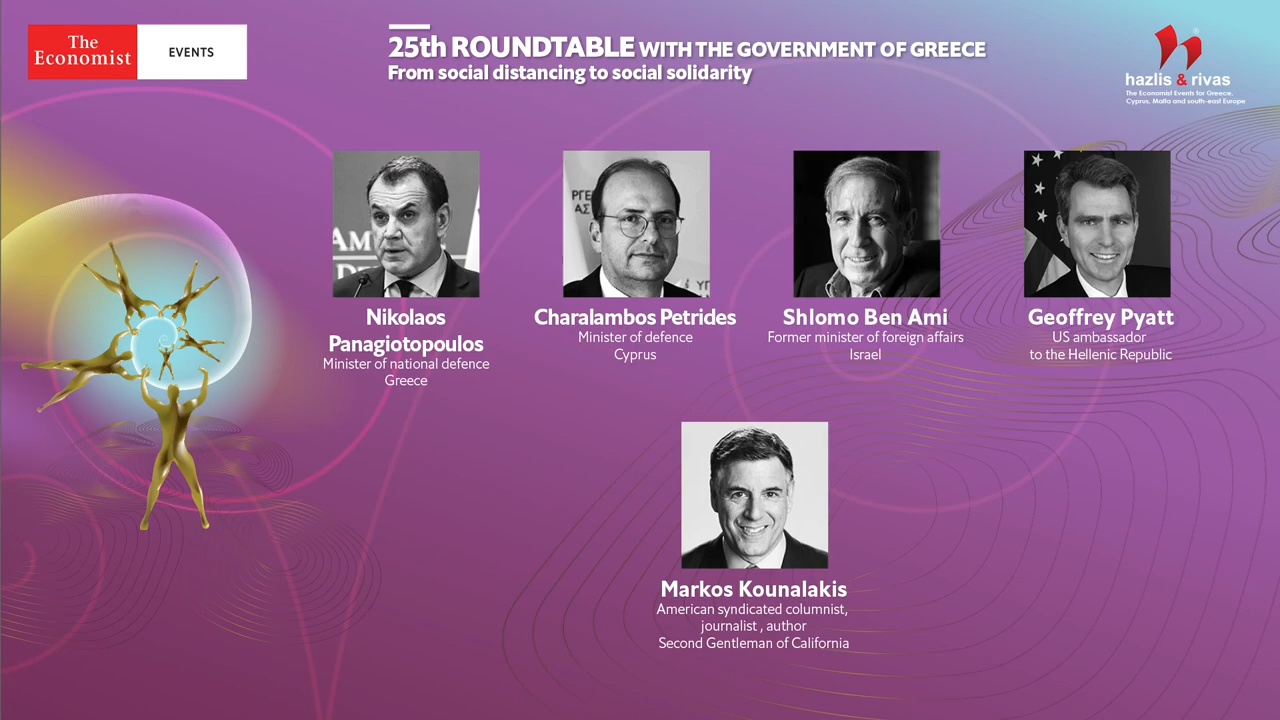 The
Economist
EVENTS
25th ROUNDTABLE WITH THE GOVERNMENT OF GREECE
From social distancing to social solidarity
hazlis & rivas
The Economist Events for Greece,
Cyprus, Malta and south-east Europe
Nikolaos
Panagiotopoulos
Minister of national defence
Greece
Charalambos Petrides
Minister of defence
Cyprus
Shlomo Ben Ami
Former minister of foreign affairs
Israel
Geoffrey Pyatt
US ambassador
to the Hellenic Republic
Markos Kounalakis
American syndicated columnist,
journalist , author
Second Gentleman of California